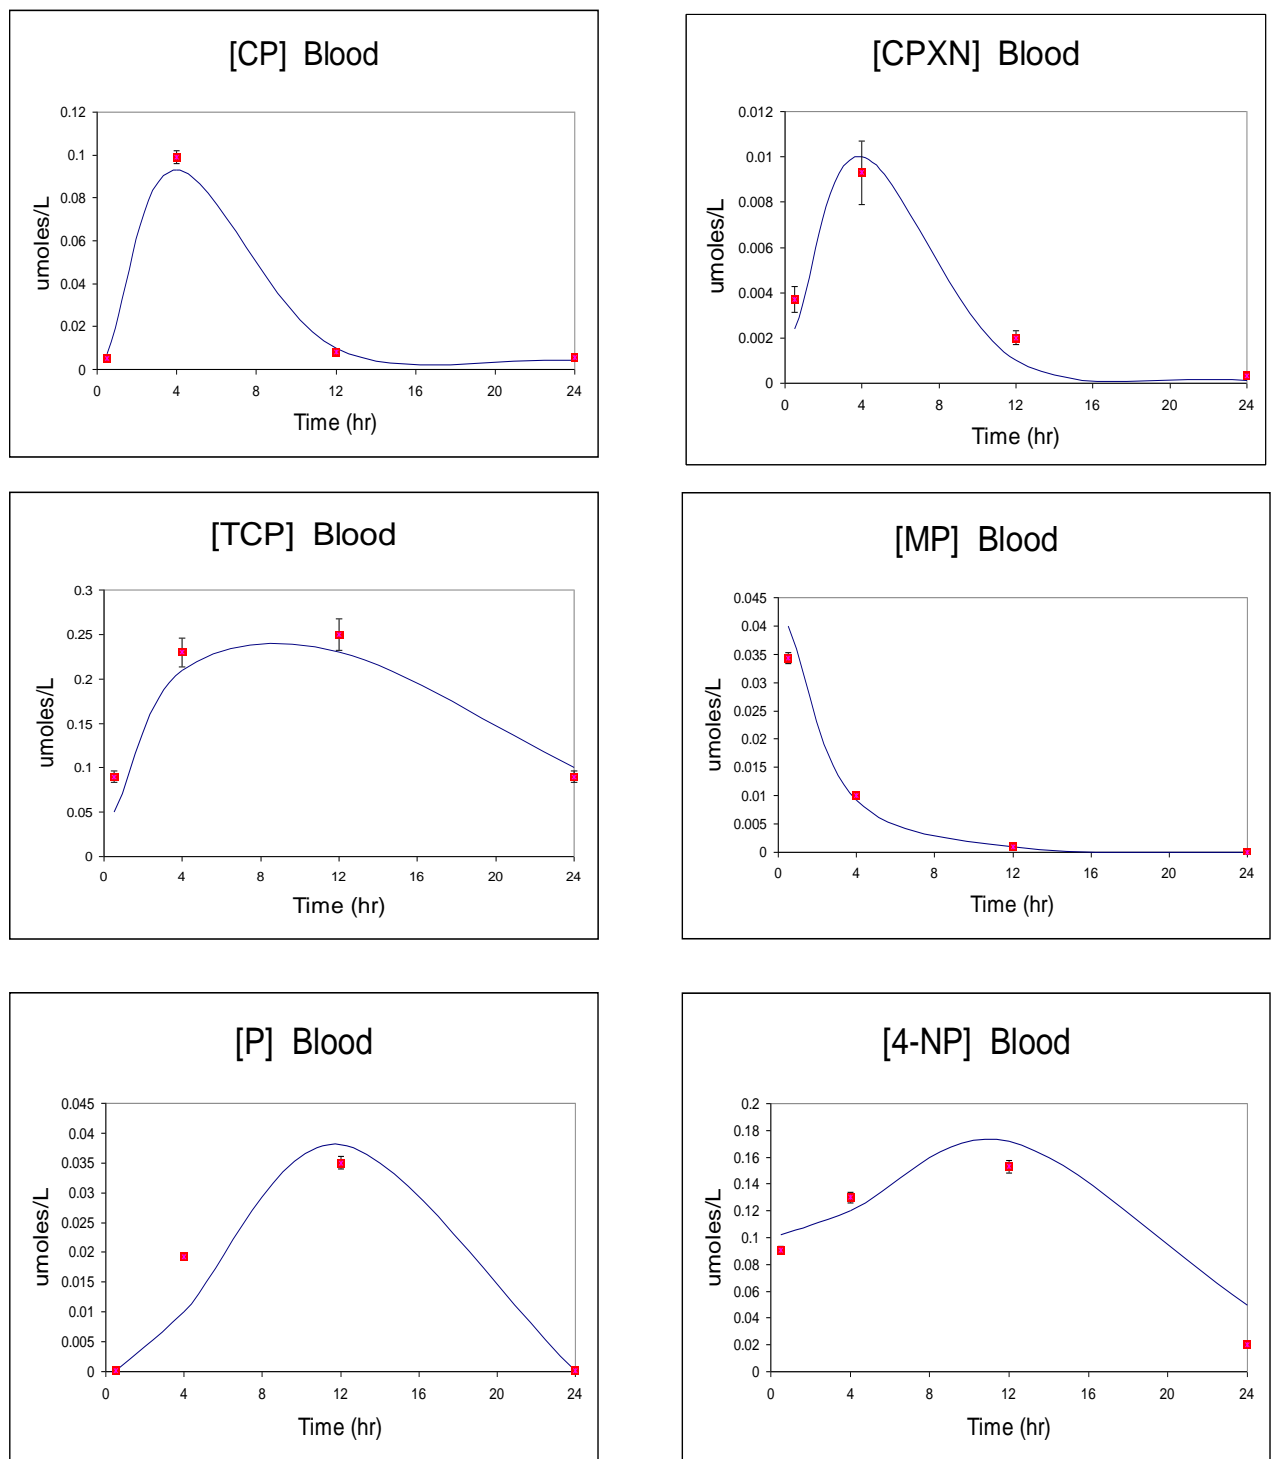 [CP] Blood
0.12
0.1
0.08
0.06
0.04
0.02
0
0 4 8 12 16 20 24
umoles/L
Time (hr)
[CPXN] Blood
0.012
0.01
0.008
0.006
0.004
0.002
0
0 4 8 12 16 20 24
umoles/L
Time (hr)
[TCP] Blood
0.3
0.25
0.2
0.15
0.1
0.05
0
0 4 8 12 16 20 24
umoles/L
Time (hr)
[MP] Blood
0.045
0.04
0.035
0.03
0.025
0.02
0.015
0.01
0.005
0
0 4 8 12 16 20 24
umoles/L
Time (hr)
[P] Blood
0.045
0.04
0.035
0.03
0.025
0.02
0.015
0.01
0.005
0
0 4 8 12 16 20 24
umoles/L
Time (hr)
[4-NP] Blood
0.2
0.18
0.16
0.14
0.12
0.1
0.08
0.06
0.04
0.02
0
0 4 8 12 16 20 24
umoles/L
Time (hr)